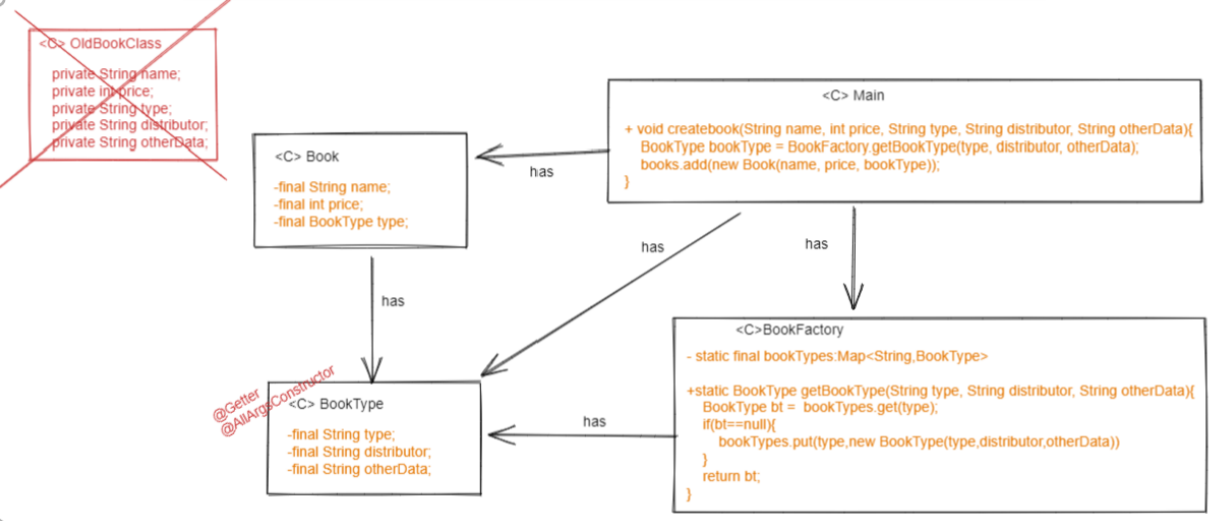 <C> OldBookClass
private String name;
private int price;
private String type;
private String distributor;
private String otherData;
<C> Main
+ void createbook(String name, int price, String type, String distributor, String otherData){
BookType bookType = BookFactory.getBookType(type, distributor, otherData);
books.add(new Book(name, price, bookType));
}
<C> Book
-final String name;
-final int price;
-final BookType type;
has
has
has
has
@Getter
@AllArgsConstructor
<C> BookType
-final String type;
-final String distributor;
-final String otherData;
has
<C>BookFactory
- static final bookTypes:Map<String,BookType>
+static BookType getBookType(String type, String distributor, String otherData){
BookType bt = bookTypes.get(type);
if(bt==null){
bookTypes.put(type,new BookType(type,distributor,otherData))
}
return bt;
}